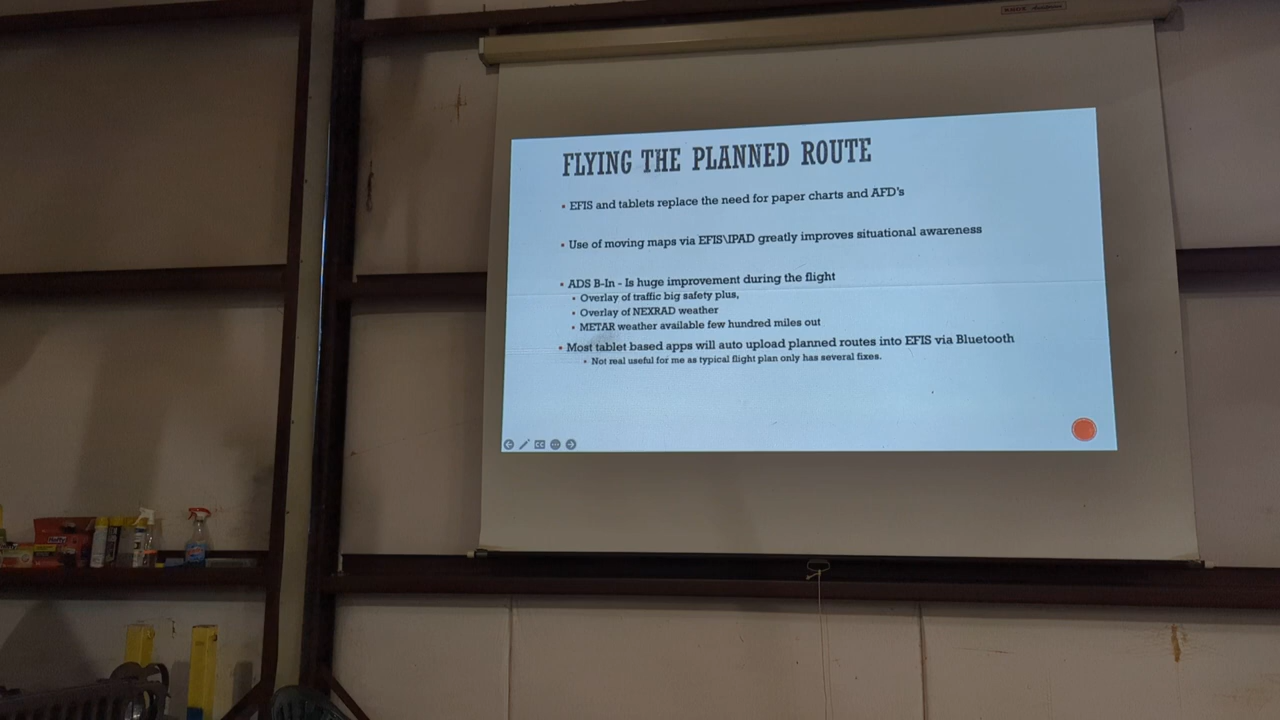 FLYING THE PLANNED ROUTE
• EFIS and tablets replace the need for paper charts and AFD's
• Use of moving maps via EFIS\IPAD greatly improves situational awareness
• ADS B-In - Is huge improvement during the flight
• Overlay of traffic big safety plus,
• Overlay of NEXRAD weather
• METAR weather available few hundred miles out
• Most tablet based apps will auto upload planned routes into EFIS via Bluetooth
• Not real useful for me as typical flight plan only has several fixes.